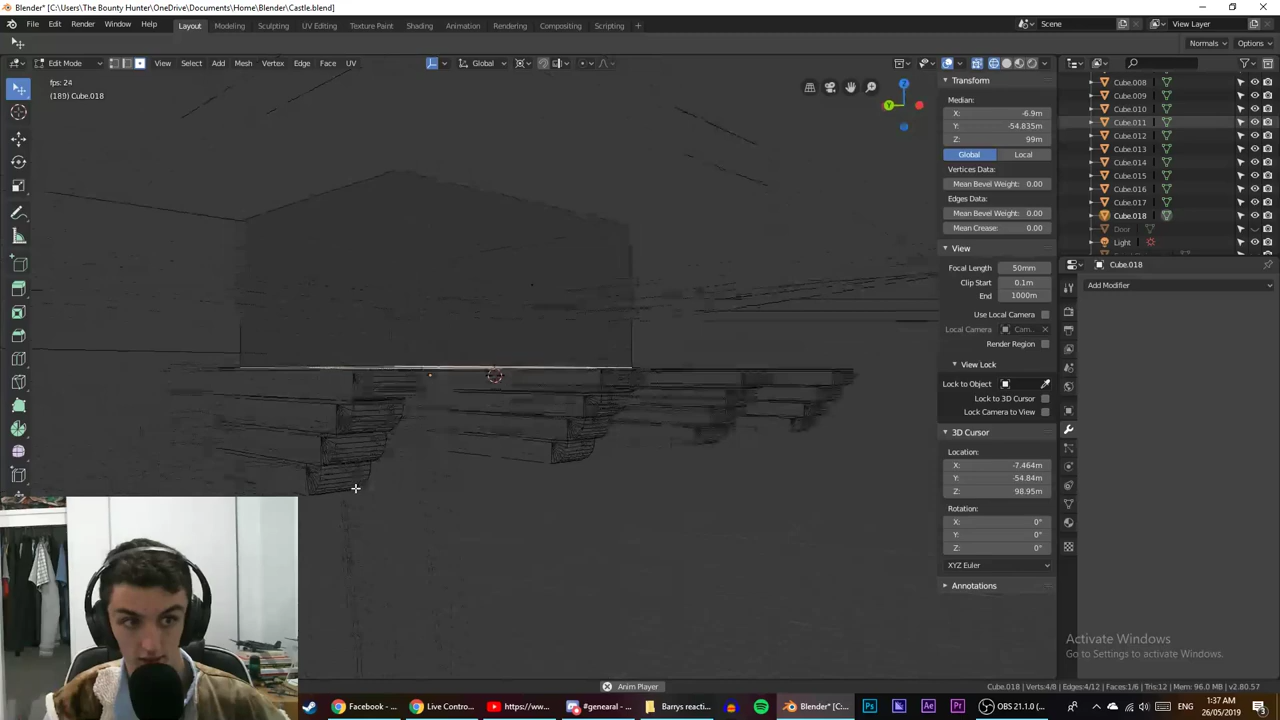 Blender* [C:\Users\The Bounty Hunter\OneDrive\Documents\Home\Blender\Castle.blend]
File Edit Render Window Help
Layout Modeling Sculpting UV Editing Texture Paint Shading Animation Rendering Compositing Scripting +
Scene
View Layer
Normals
Options
Edit Mode
View Select Add Mesh Vertex Edge Face UV
Global
fps: 24
(189) Cube.018
Y
Z
Transform
Median:
X: -6.9m
Y: -54.835m
Z: 99m
Global Local
Vertices Data:
Mean Bevel Weight: 0.00
Edges Data:
Mean Bevel Weight: 0.00
Mean Crease: 0.00
View
Focal Length 50mm
Clip Start 0.1m
End 1000m
Use Local Camera
Local Camera Cam...
Render Region
View Lock
Lock to Object
Lock to 3D Cursor
Lock Camera to View
3D Cursor
Location:
X: -7.464m
Y: -54.84m
Z: 98.95m
Rotation:
X 0°
Y 0°
Z 0°
XYZ Euler
Annotations
Cube.008
Cube.009
Cube.010
Cube.011
Cube.012
Cube.013
Cube.014
Cube.015
Cube.016
Cube.017
Cube.018
Door
Light
Cube.018
Add Modifier
Activate Windows
Go to Settings to activate Windows.
Anim Player
Cube.018 | Verts:4/8 | Edges:4/12 | Faces:1/6 | Tris:12 | Mem: 96.0 MB | v2.80.57
Facebook - ...
Live Contro...
https://ww...
#genearal - ...
Barrys reacti...
Blender* [C:...
Ps
Ae
Pr
OBS 21.1.0 (...
ENG
1:37 AM
26/05/2019